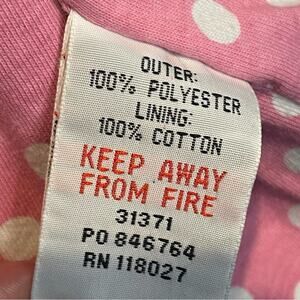 OUTER:
100% POLYESTER
LINING:
100% COTTON
KEEP AWAY
FROM FIRE
31371
PO 846764
RN 118027